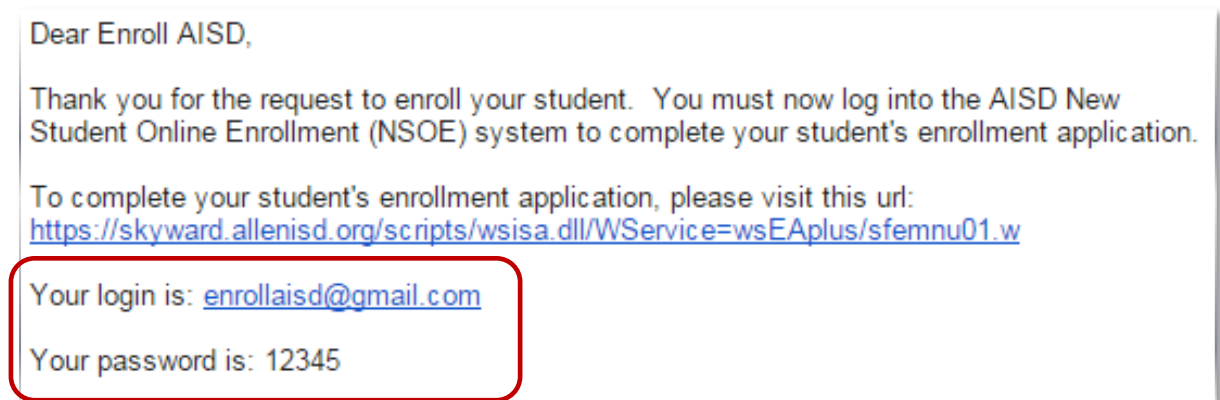 Dear Enroll AISD,
Thank you for the request to enroll your student.  You must now log into the AISD New
Student Online Enrollment (NSOE) system to complete your student's enrollment application.
To complete your student's enrollment application, please visit this url:
https://skyward.allenisd.org/scripts/wsisa.dll/WService=wsEAplus/sfemnu01.w
Your login is: enrollaisd@gmail.com
Your password is: 12345